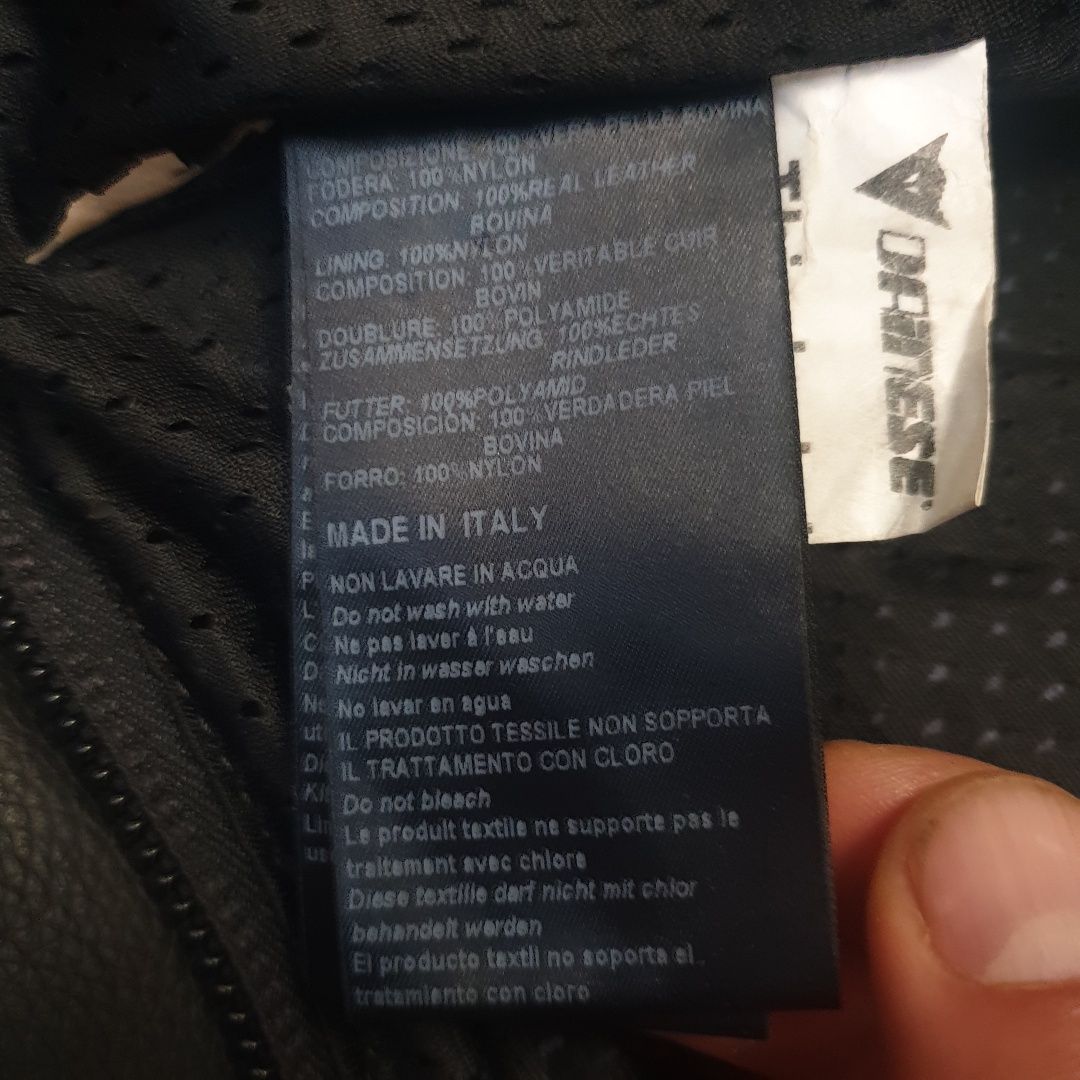 COMPOSIZIONE: 100%VERA PELLE BOVINA
FODERA: 100%NYLON
COMPOSITION: 100%REAL LEATHER
BOVINA
LINING: 100%NYLON
COMPOSITION: 100%VERITABLE CUIR
BOVIN
DOUBLURE: 100% POLYAMIDE
ZUSAMMENSETZUNG: 100%ECHTES
RINDLEDER
FUTTER: 100%POLYAMID
COMPOSICIÓN: 100%VERDADERA PIEL
BOVINA
FORRO: 100%NYLON
MADE IN ITALY
NON LAVARE IN ACQUA
Do not wash with water
Ne pas laver à l'eau
Nicht in wasser waschen
No lavar en agua
IL PRODOTTO TESSILE NON SOPPORTA
IL TRATTAMENTO CON CLORO
Do not bleach
Le produit textile ne supporte pas le
traitement avec chlore
Diese textilie darf nicht mit chlor
behandelt werden
El producto textil no soporta el
tratamiento con cloro
DAINESE